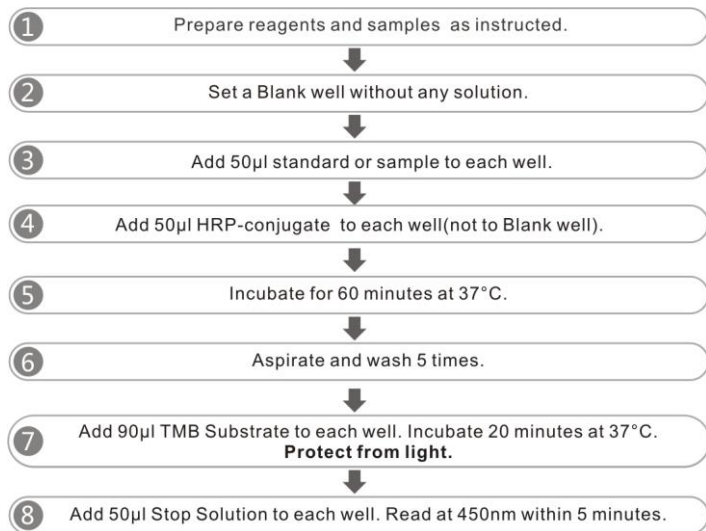 1 Prepare reagents and samples as instructed.
2 Set a Blank well without any solution.
3 Add 50μl standard or sample to each well.
4 Add 50μl HRP-conjugate to each well(not to Blank well).
5 Incubate for 60 minutes at 37°C.
6 Aspirate and wash 5 times.
7 Add 90μl TMB Substrate to each well. Incubate 20 minutes at 37°C.
Protect from light.
8 Add 50μl Stop Solution to each well. Read at 450nm within 5 minutes.